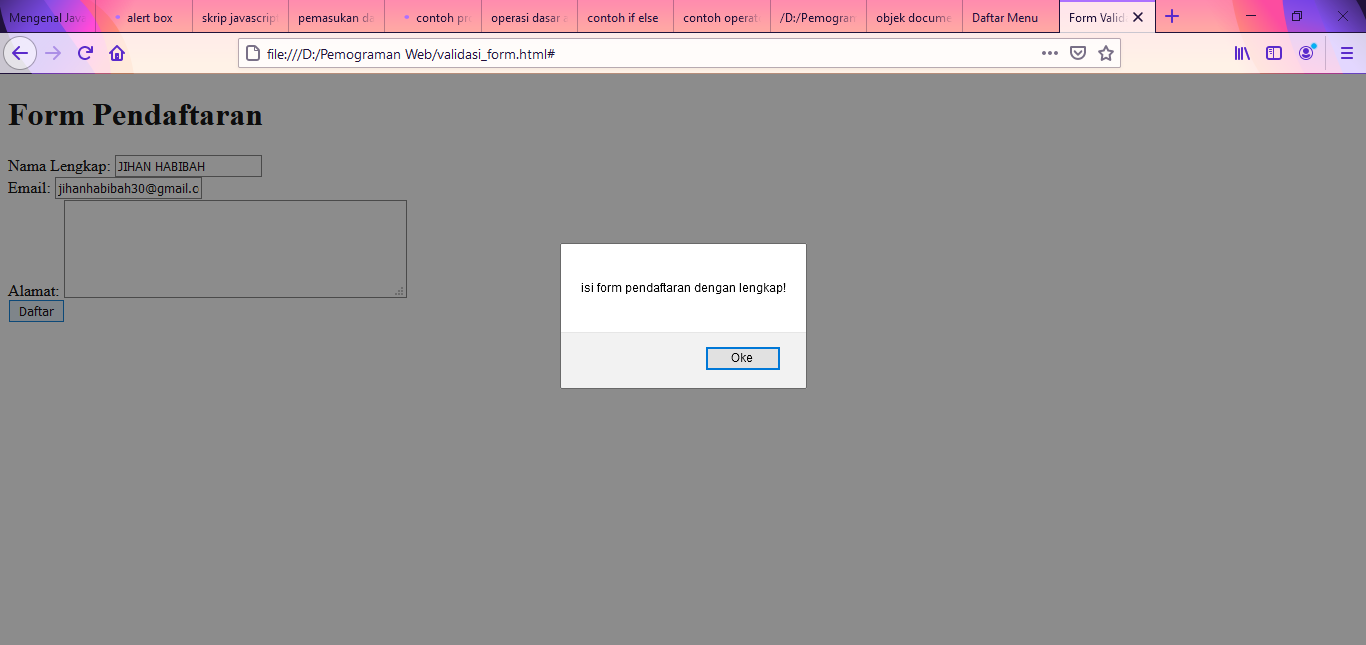 Mengenal Java alert box skrip javascrip pemasukan da contoh pr operasi dasar a contoh if else contoh operat /D:/Pemogram objek docume Daftar Menu Form Valid
file:///D:/Pemograman Web/validasi_form.html#
Form Pendaftaran
Nama Lengkap: JIHAN HABIBAH
Email: jihanhabibah30@gmail.c
Alamat:
Daftar
isi form pendaftaran dengan lengkap!
Oke